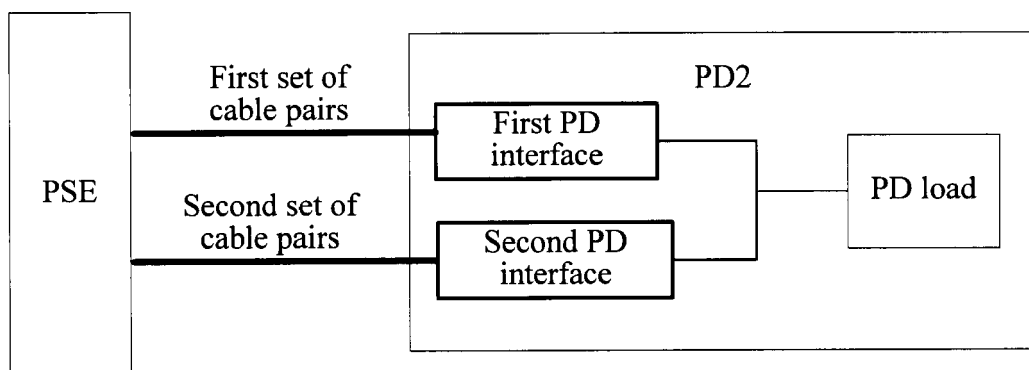 PSE
First set of
cable pairs
Second set of
cable pairs
PD2
First PD
interface
Second PD
interface
PD load